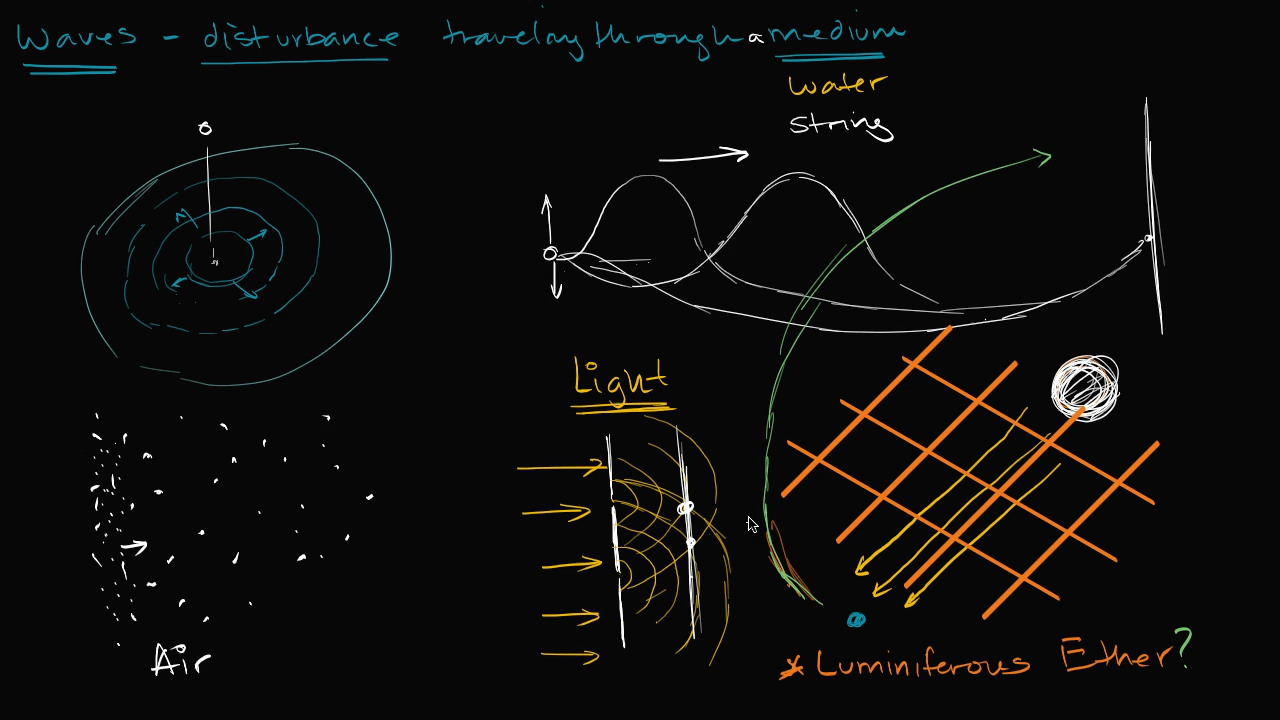 Waves - disturbance traveling through a medium
water
string
Light
Air
* Luminiferous Ether?